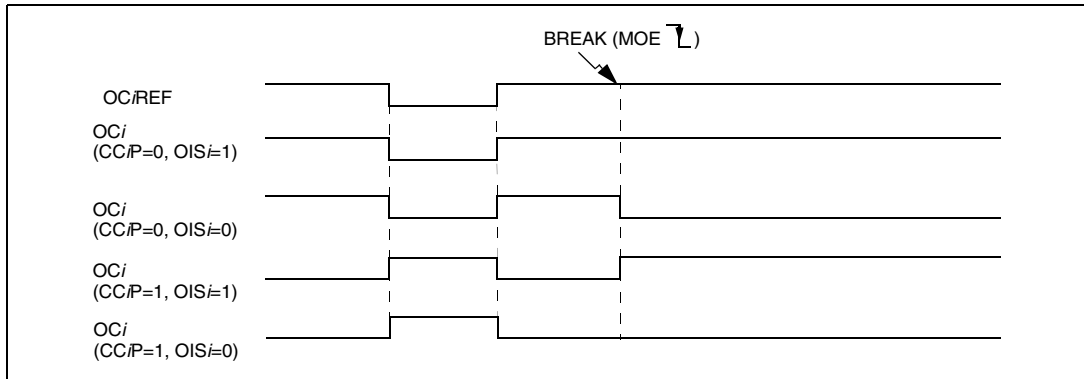 BREAK (MOE )
OCiREF
OCi
(CCiP=0, OISi=1)
OCi
(CCiP=0, OISi=0)
OCi
(CCiP=1, OISi=1)
OCi
(CCiP=1, OISi=0)